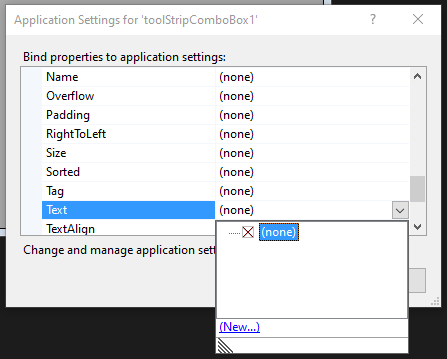 Application Settings for 'toolStripComboBox1'
? ×
Bind properties to application settings:
Name (none)
Overflow (none)
Padding (none)
RightToLeft (none)
Size (none)
Sorted (none)
Tag (none)
Text (none)
TextAlign
(none)
Change and manage application sett
(New...)